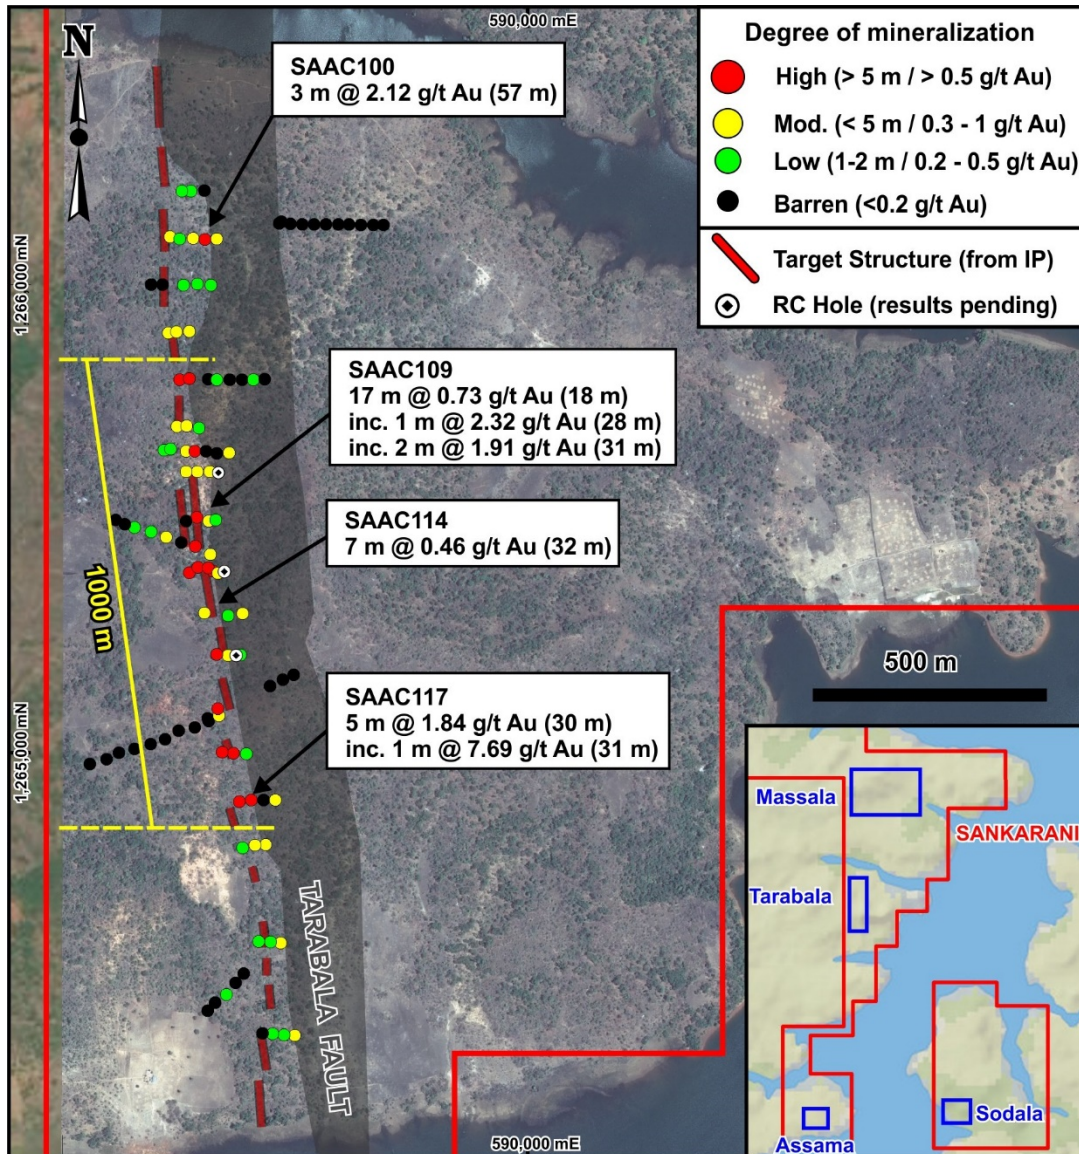 590,000 mE
N
SAAC100
3 m @ 2.12 g/t Au (57 m)
Degree of mineralization
High (> 5 m / > 0.5 g/t Au)
Mod. (< 5 m / 0.3 - 1 g/t Au)
Low (1-2 m / 0.2 - 0.5 g/t Au)
Barren (<0.2 g/t Au)
Target Structure (from IP)
RC Hole (results pending)
1,266,000 mN
SAAC109
17 m @ 0.73 g/t Au (18 m)
inc. 1 m @ 2.32 g/t Au (28 m)
inc. 2 m @ 1.91 g/t Au (31 m)
SAAC114
7 m @ 0.46 g/t Au (32 m)
1000 m
500 m
SAAC117
5 m @ 1.84 g/t Au (30 m)
inc. 1 m @ 7.69 g/t Au (31 m)
1,265,000 mN
TARABALA FAULT
Massala
SANKARANI
Tarabala
Sodala
Assama
590,000 mE